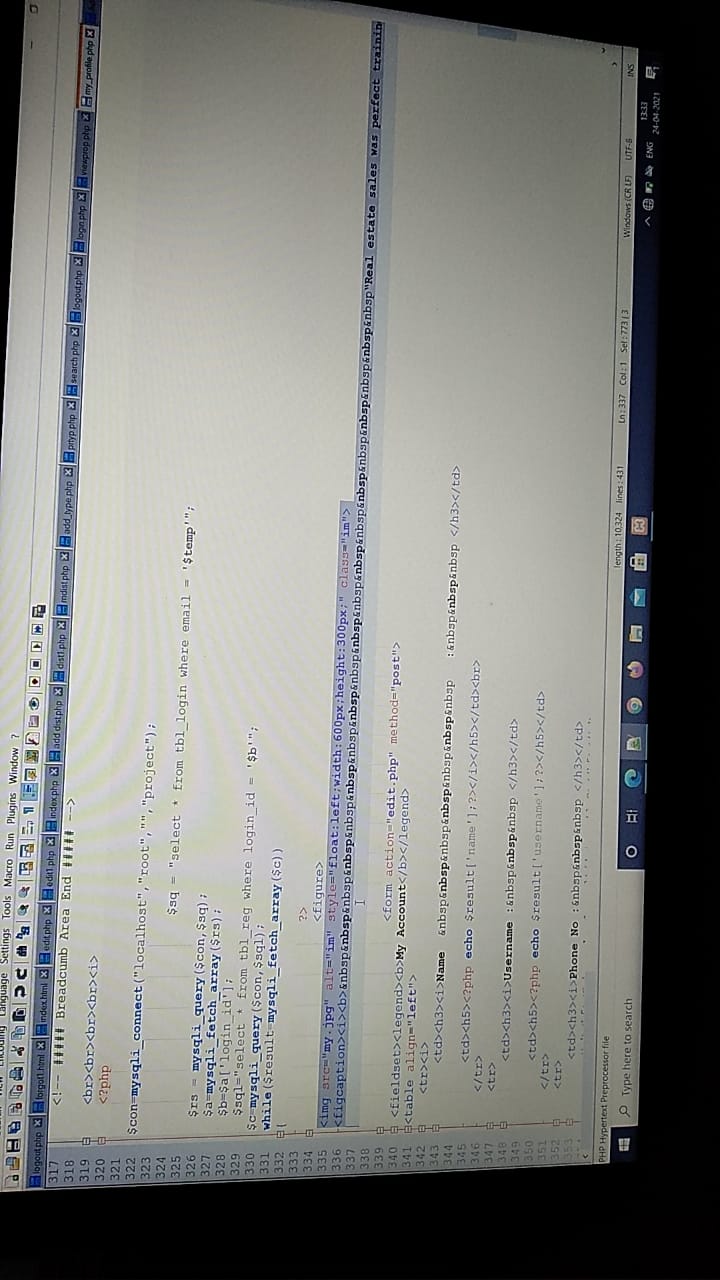 Encoding Language Settings Tools Macro Run Plugins Window ?
logout.php forgot1.html index.html edit.php edit1.php index.php add dist.php dist1.php mdist.php add_type.php prtyp.php search.php logout.php login.php viewprop.php my_profile.php
317
318 <!-- ##### Breadcumb Area End ##### -->
319
320 <br><br><br><br><i>
321 <?php
322
323 $con=mysqli_connect("localhost","root","","project");
324
325 $sq = "select * from tbl_login where email = '$temp'";
326 $rs = mysqli_query($con,$sq);
327 $a=mysqli_fetch_array($rs);
328 $b=$a['login_id'];
329 $sql="select * from tbl_reg where login_id = '$b'";
330 $c=mysqli_query($con,$sql);
331 while($result=mysqli_fetch_array($c))
332 {
333
334 ?>
<figure>
335 <img src="my.jpg" alt="im" style="float:left;width:600px;height:300px;" class="im">
336 <figcaption><i><b>&nbsp&nbsp&nbsp&nbsp&nbsp&nbsp&nbsp&nbsp&nbsp&nbsp&nbsp&nbsp&nbsp&nbsp&nbsp&nbsp&nbsp&nbsp"Real estate sales was perfect trainin
337
338
339 <form action="edit.php" method="post">
340 <fieldset><legend><b>My Account</b></legend>
341 <table align="left">
342 <tr><i>
343 <td><h3><i>Name &nbsp&nbsp&nbsp&nbsp&nbsp&nbsp&nbsp :&nbsp&nbsp&nbsp </h3></td>
344
345 <td><h5><?php echo $result['name'];?></i></h5></td><br>
346 </tr>
347 <tr>
348 <td><h3><i>Username :&nbsp&nbsp&nbsp </h3></td>
349
350 <td><h5><?php echo $result['username'];?></h5></td>
351 </tr>
352 <tr>
353 <td><h3><i>Phone No :&nbsp&nbsp&nbsp </h3></td>
PHP Hypertext Preprocessor file length : 10,324 lines : 431 Ln : 337 Col : 1 Sel : 773 | 3 Windows (CR LF) UTF-8 INS
Type here to search
ENG 13:33
24-04-2021